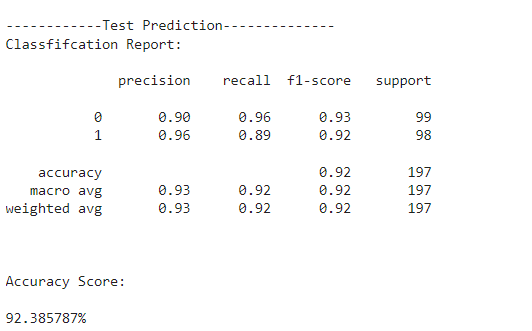 ------------Test Prediction--------------
Classfifcation Report:
precision recall f1-score support
0 0.90 0.96 0.93 99
1 0.96 0.89 0.92 98
accuracy 0.92 197
macro avg 0.93 0.92 0.92 197
weighted avg 0.93 0.92 0.92 197
Accuracy Score:
92.385787%